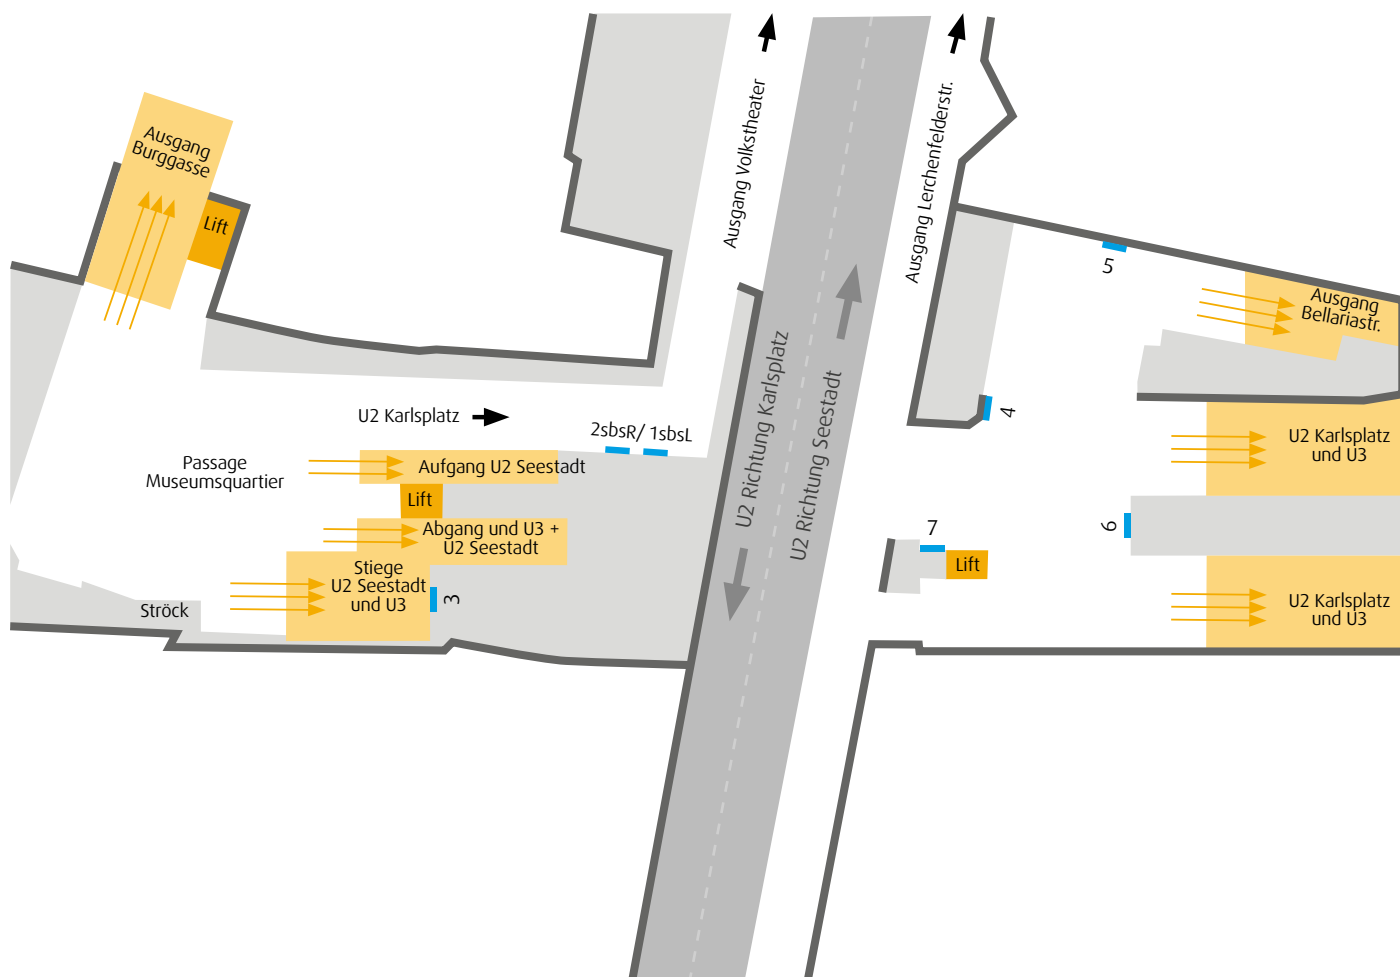 Ausgang
Burggasse
Lift
Ausgang Volkstheater
Ausgang Lerchenfelderstr.
5
Ausgang
Bellariastr.
U2 Karlsplatz
2sbsR/ 1sbsL
4
U2 Richtung Karlsplatz
U2 Richtung Seestadt
U2 Karlsplatz
und U3
Passage
Museumsquartier
Aufgang U2 Seestadt
Lift
Abgang und U3 +
U2 Seestadt
Stiege
U2 Seestadt
und U3
3
Ströck
7
Lift
6
U2 Karlsplatz
und U3